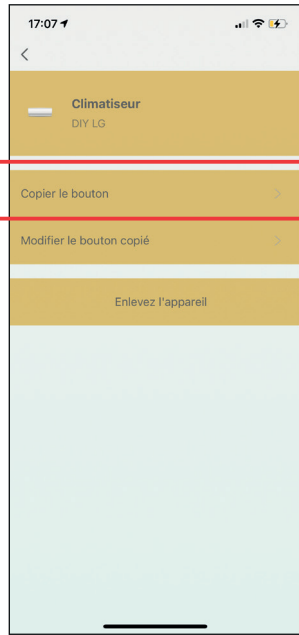 17:07
Climatiseur
DIY LG
Copier le bouton
Modifier le bouton copié
Enlevez l'appareil